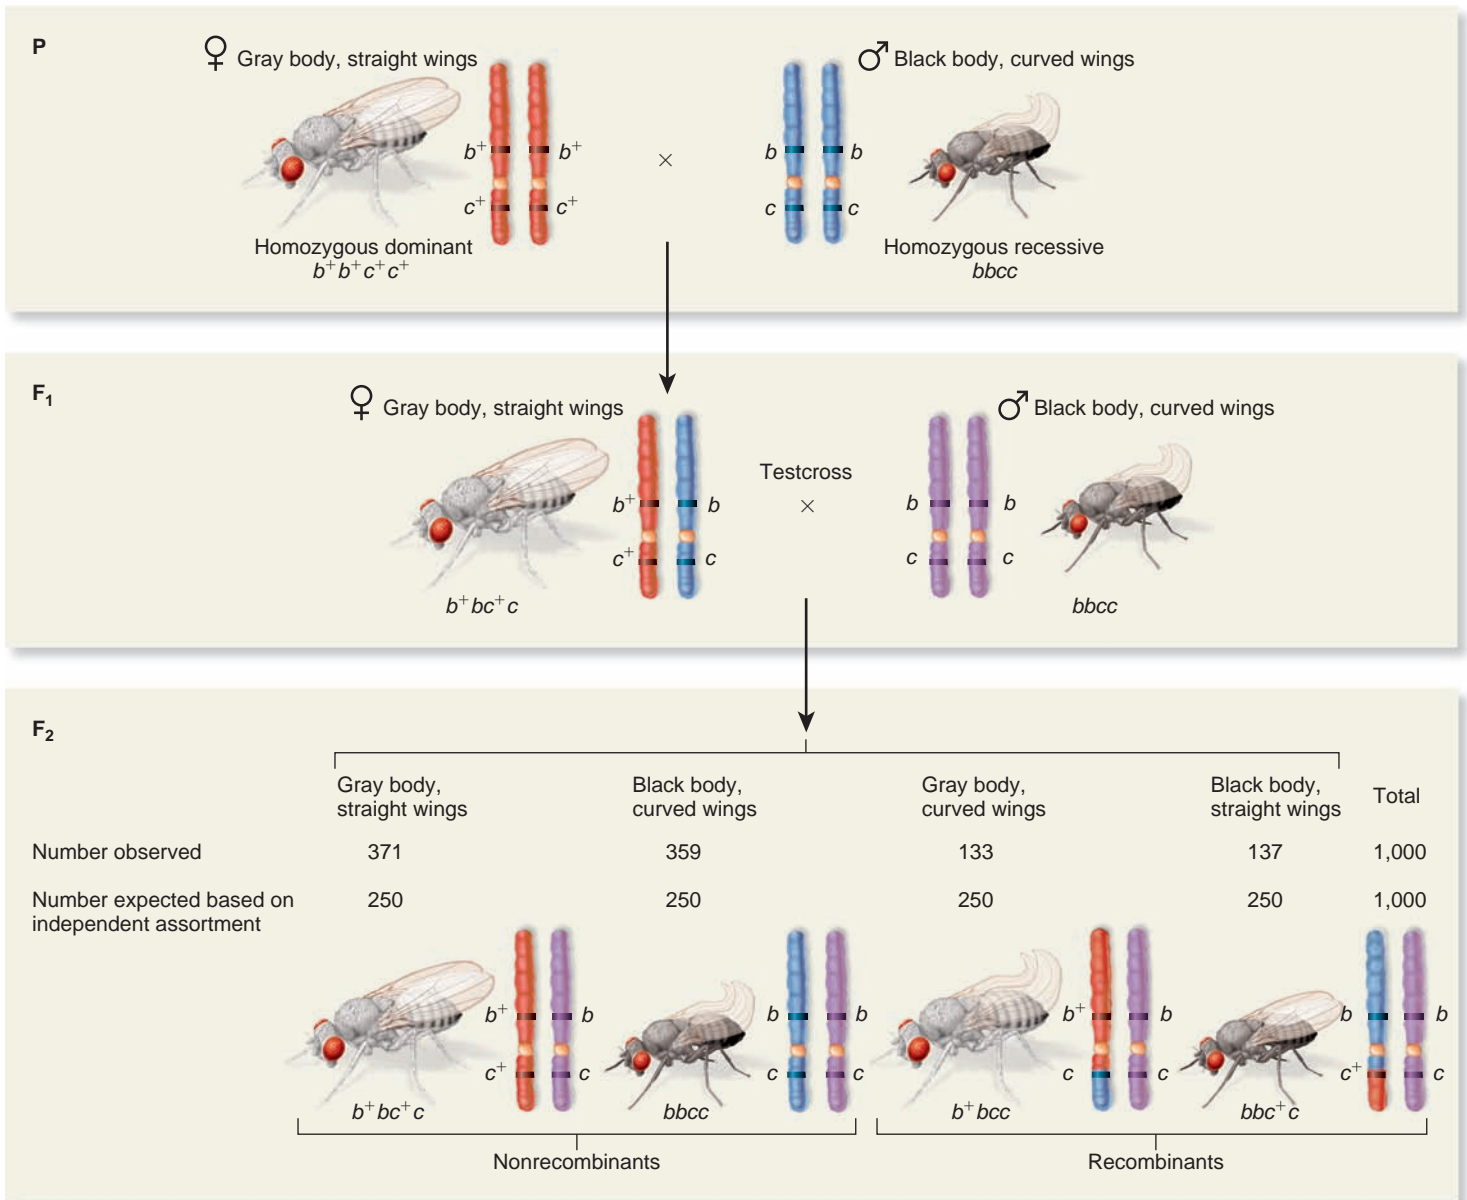 P
♀ Gray body, straight wings
♂ Black body, curved wings
b+ b+
b b
×
c+ c+
c c
Homozygous dominant
b+b+c+c+
Homozygous recessive
bbcc
F1
♀ Gray body, straight wings
♂ Black body, curved wings
Testcross
×
b+ b
b b
c+ c
c c
b+bc+c
bbcc
F2
Gray body,
straight wings
Black body,
curved wings
Gray body,
curved wings
Black body,
straight wings
Total
Number observed 371 359 133 137 1,000
Number expected based on
independent assortment
250 250 250 250 1,000
b+ b
b b
b+ b
b b
c+ c
c c
c c
c+ c
b+bc+c
bbcc
b+bcc
bbc+c
Nonrecombinants
Recombinants